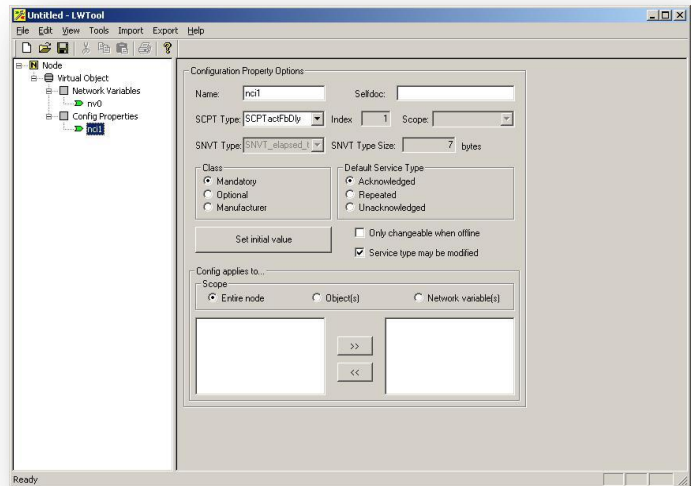 Untitled - LWTool
File Edit View Tools Import Export Help
Node
Virtual Object
Network Variables
nv0
Config Properties
nci1
Configuration Property Options
Name: nci1 Selfdoc:
SCPT Type: SCPTactFbDly Index 1 Scope:
SNVT Type: SNVT_elapsed_t SNVT Type Size: 7 bytes
Class Default Service Type
Mandatory Acknowledged
Optional Repeated
Manufacturer Unacknowledged
Set initial value Only changeable when offline
Service type may be modified
Config applies to...
Scope
Entire node Object(s) Network variable(s)
>>
<<
Ready